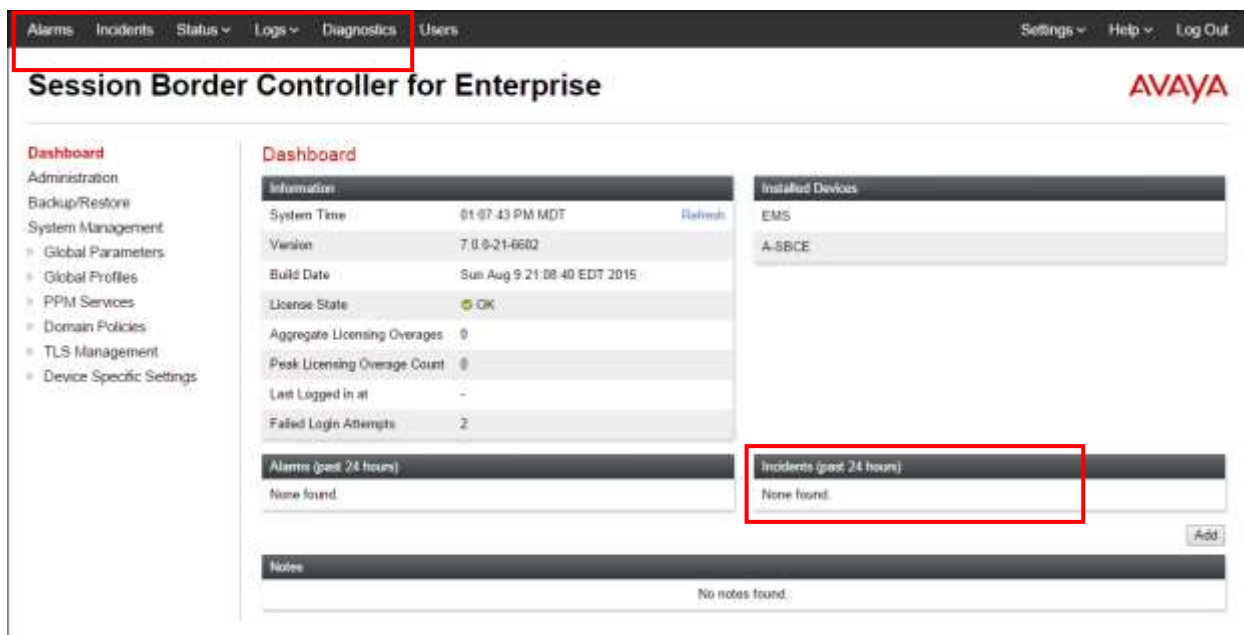 Alarms Incidents Status Logs Diagnostics Users Settings Help Log Out
Session Border Controller for Enterprise
AVAYA
Dashboard
Administration
Backup/Restore
System Management
Global Parameters
Global Profiles
PPM Services
Domain Policies
TLS Management
Device Specific Settings
Dashboard
Information
System Time 01:07:43 PM MDT Refresh
Version 7.0.0-21-6602
Build Date Sun Aug 9 21:08:40 EDT 2015
License State OK
Aggregate Licensing Overages 0
Peak Licensing Overage Count 0
Last Logged in at -
Failed Login Attempts 2
Installed Devices
EMS
A-SBCE
Alarms (past 24 hours)
None found.
Incidents (past 24 hours)
None found.
Add
Notes
No notes found.